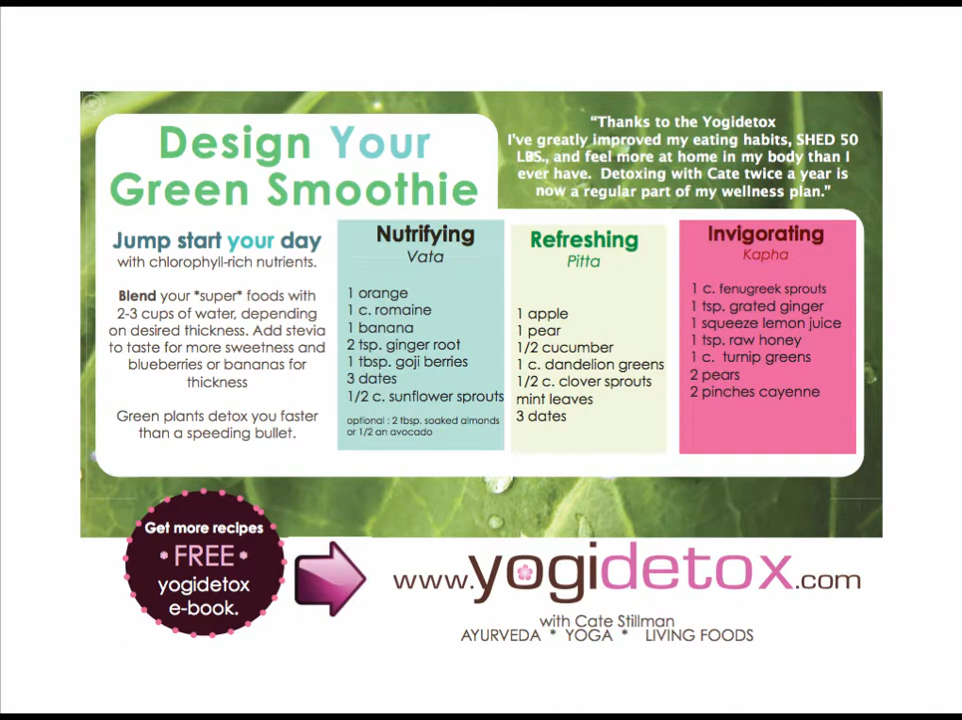 Design Your
Green Smoothie
"Thanks to the Yogidetox
I've greatly improved my eating habits, SHED 50
LBS., and feel more at home in my body than I
ever have. Detoxing with Cate twice a year is
now a regular part of my wellness plan."
Jump start your day
with chlorophyll-rich nutrients.
Blend your *super* foods with
2-3 cups of water, depending
on desired thickness. Add stevia
to taste for more sweetness and
blueberries or bananas for
thickness
Green plants detox you faster
than a speeding bullet.
Nutrifying
Vata
1 orange
1 c. romaine
1 banana
2 tsp. ginger root
1 tbsp. goji berries
3 dates
1/2 c. sunflower sprouts
optional : 2 tbsp. soaked almonds
or 1/2 an avocado
Refreshing
Pitta
1 apple
1 pear
1/2 cucumber
1 c. dandelion greens
1/2 c. clover sprouts
mint leaves
3 dates
Invigorating
Kapha
1 c. fenugreek sprouts
1 tsp. grated ginger
1 squeeze lemon juice
1 tsp. raw honey
1 c. turnip greens
2 pears
2 pinches cayenne
Get more recipes
* FREE *
yogidetox
e-book.
www.yogidetox.com
with Cate Stillman
AYURVEDA * YOGA * LIVING FOODS